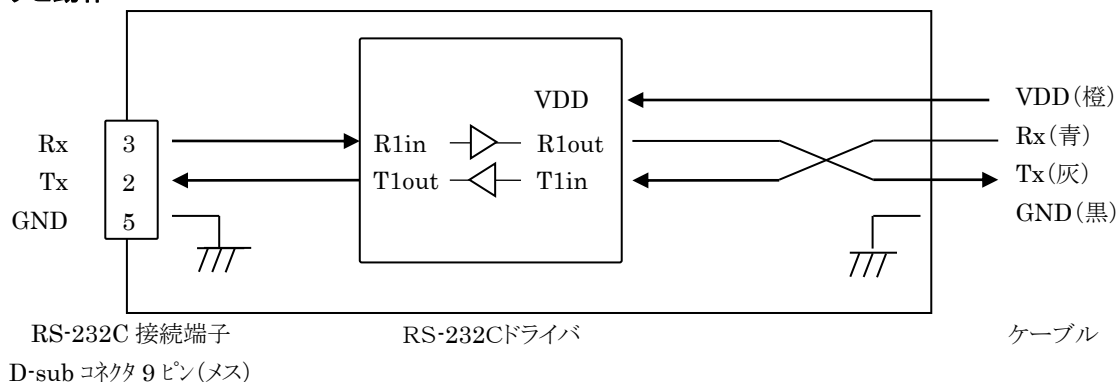 VDD
VDD（橙）
Rx
3
R1in
R1out
Rx（青）
Tx
2
T1out
T1in
Tx（灰）
GND
5
GND（黒）
RS-232C 接続端子
RS-232Cドライバ
ケーブル
D-sub コネクタ 9 ピン（メス）